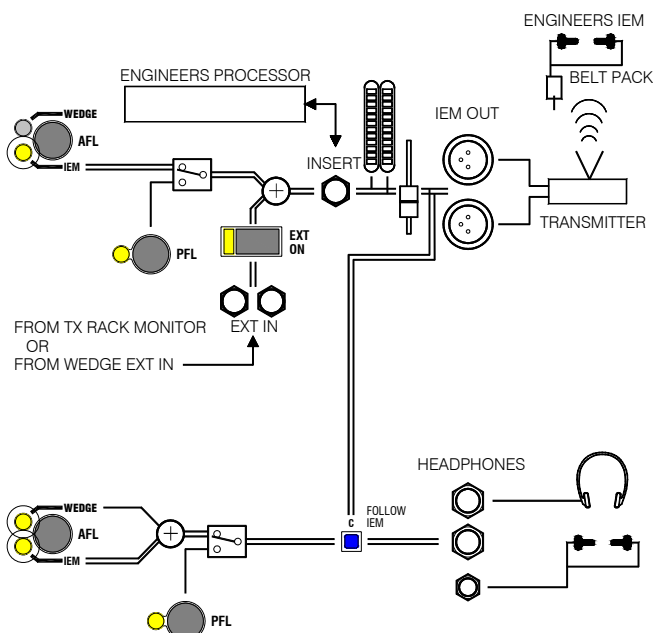 ENGINEERS IEM
BELT PACK
ENGINEERS PROCESSOR
WEDGE
AFL
IEM
INSERT
IEM OUT
TRANSMITTER
PFL
EXT
ON
EXT IN
FROM TX RACK MONITOR
OR
FROM WEDGE EXT IN
HEADPHONES
WEDGE
AFL
IEM
FOLLOW
IEM
C
PFL